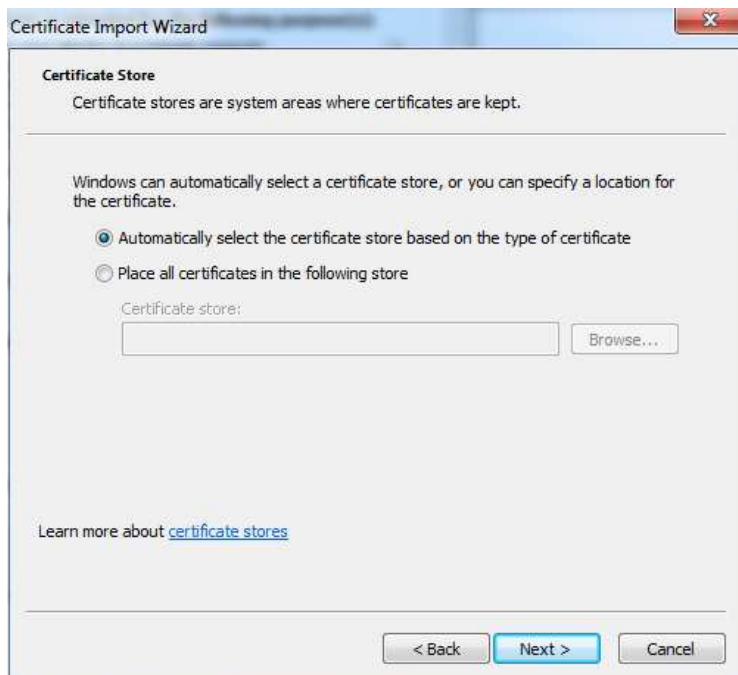 Certificate Import Wizard
Certificate Store
Certificate stores are system areas where certificates are kept.
Windows can automatically select a certificate store, or you can specify a location for
the certificate.
Automatically select the certificate store based on the type of certificate
Place all certificates in the following store
Certificate store:
Browse...
Learn more about certificate stores
< Back Next > Cancel